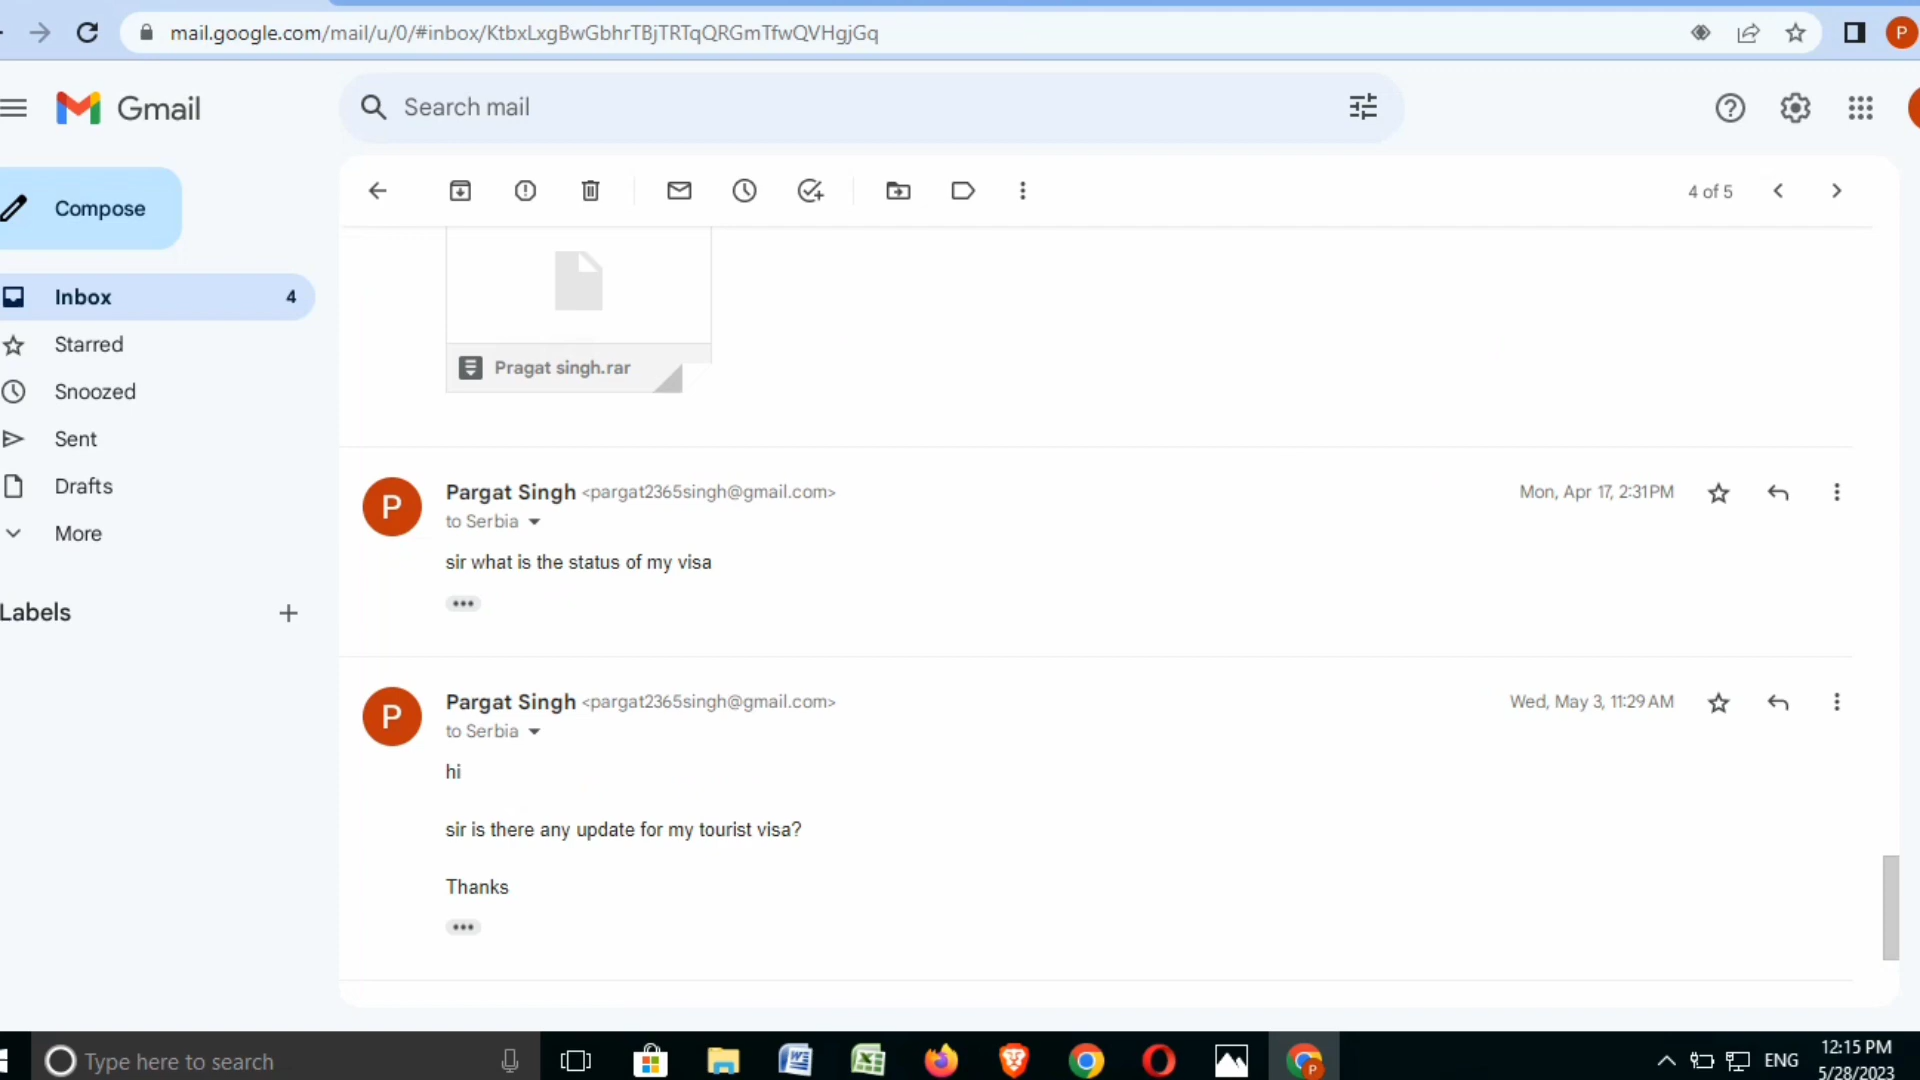 mail.google.com/mail/u/0/#inbox/KtbxLxgBwGbhrTBjTRTqQRGmTfwQVHgjGq
P
Gmail
Search mail
Compose
4 of 5
Inbox 4
Starred
Snoozed
Sent
Drafts
More
Labels
Pragat singh.rar
P
Pargat Singh <pargat2365singh@gmail.com>
Mon, Apr 17, 2:31 PM
to Serbia
sir what is the status of my visa
P
Pargat Singh <pargat2365singh@gmail.com>
Wed, May 3, 11:29 AM
to Serbia
hi
sir is there any update for my tourist visa?
Thanks
Type here to search
P
ENG
12:15 PM
5/28/2023